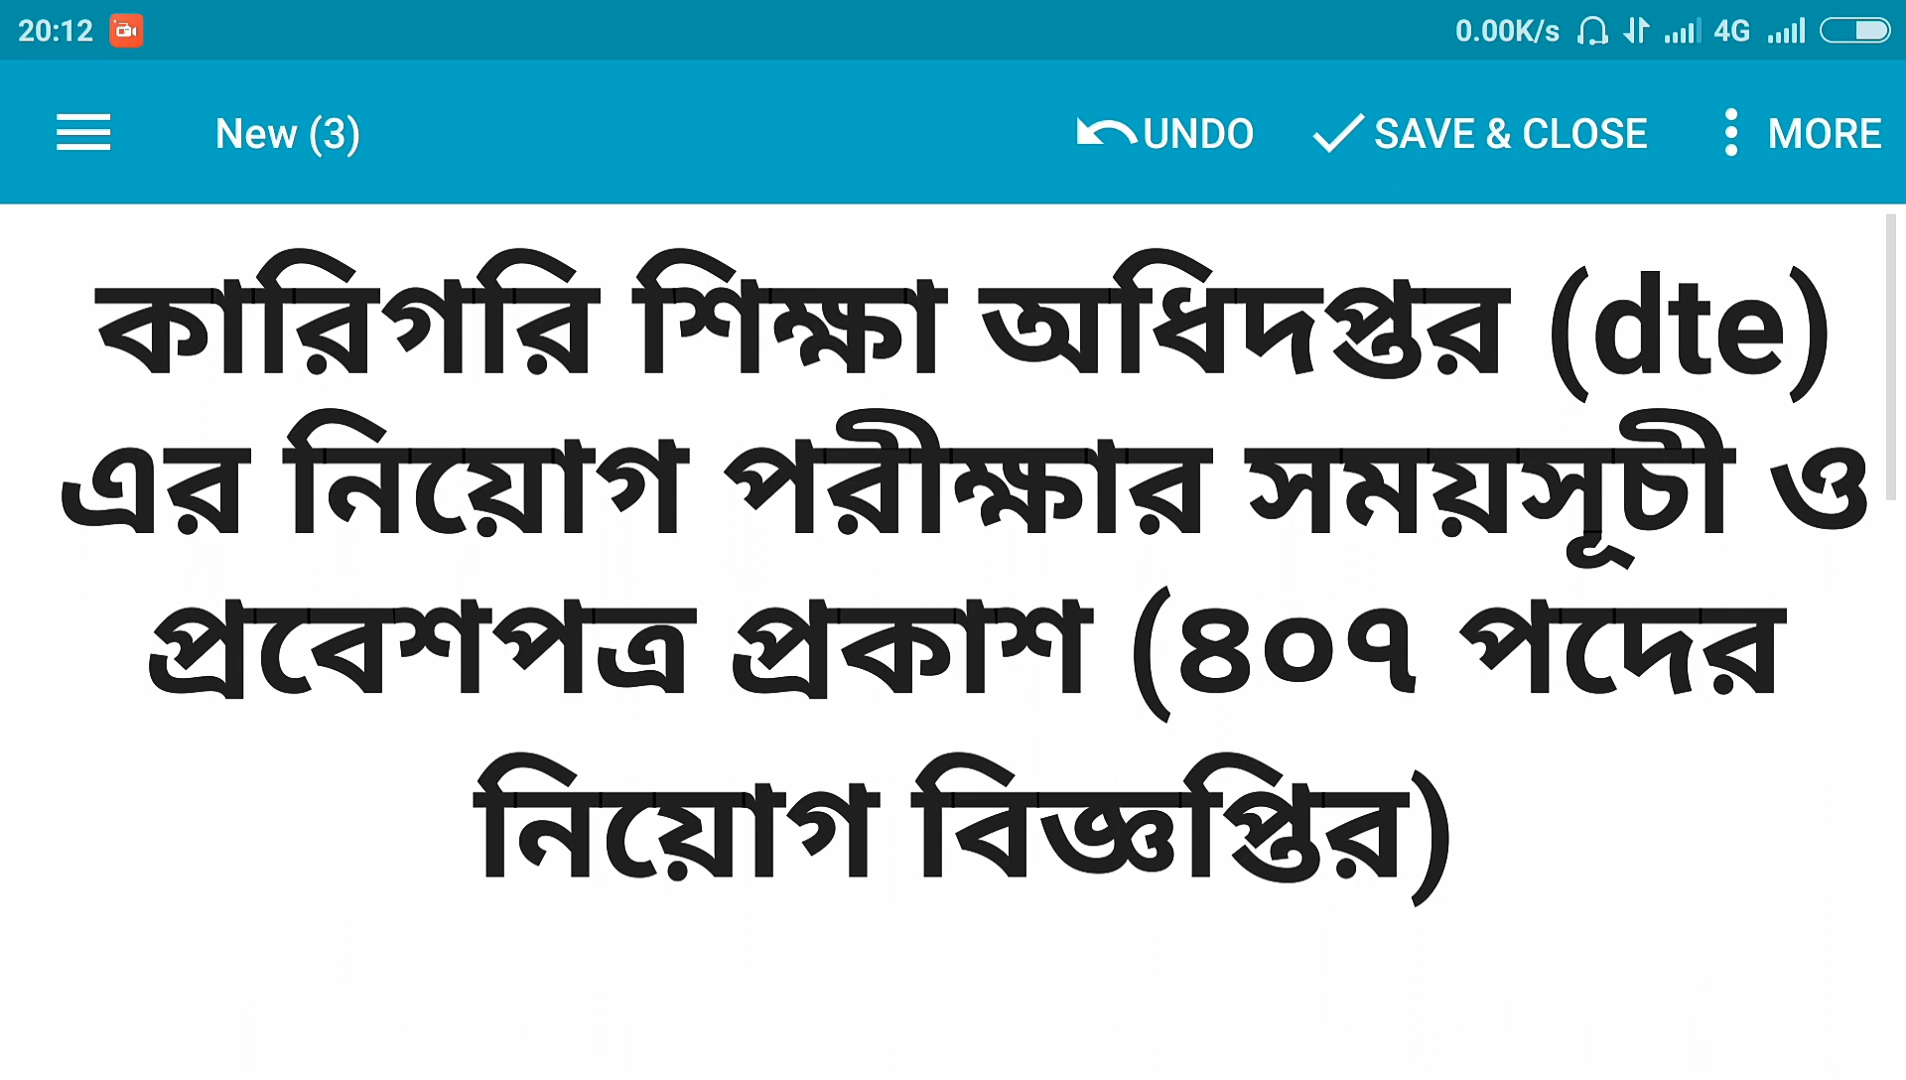 20:12 0.00K/s 4G
New (3) UNDO SAVE & CLOSE MORE
কারিগরি শিক্ষা অধিদপ্তর (dte)
এর নিয়োগ পরীক্ষার সময়সূচী ও
প্রবেশপত্র প্রকাশ (৪০৭ পদের
নিয়োগ বিজ্ঞপ্তির)